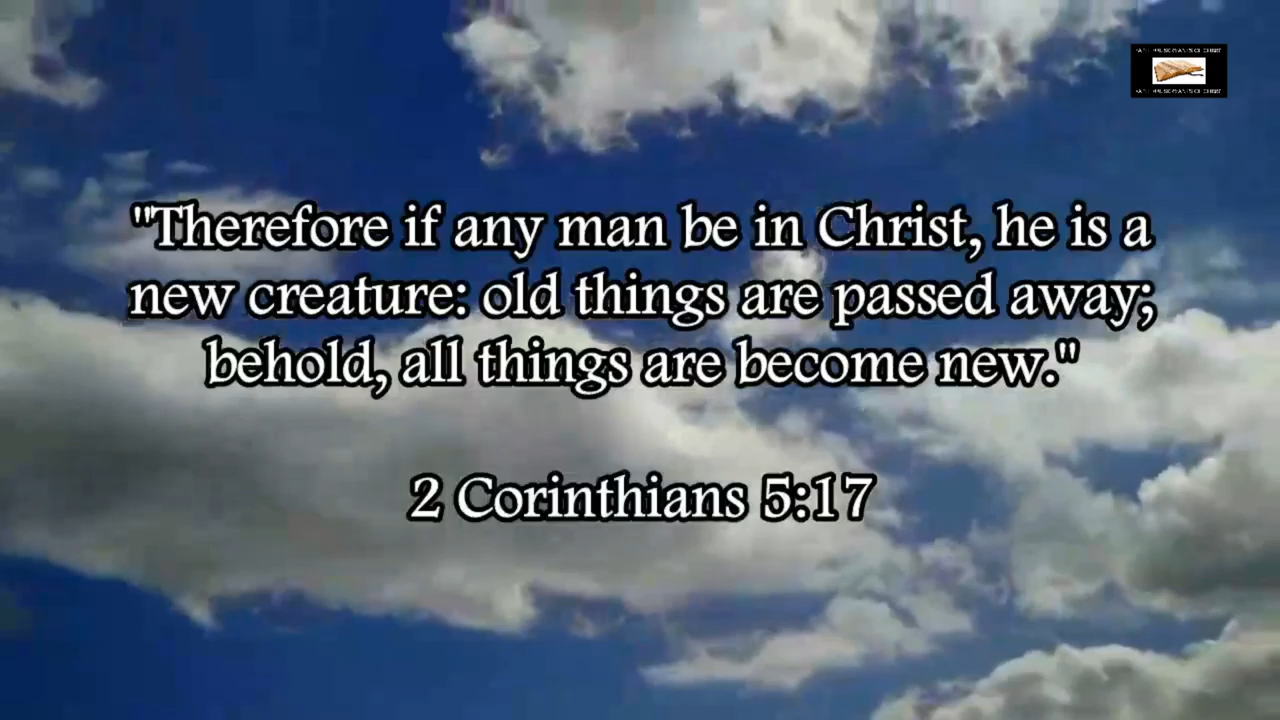 "Therefore if any man be in Christ, he is a
new creature: old things are passed away;
behold, all things are become new."
2 Corinthians 5:17